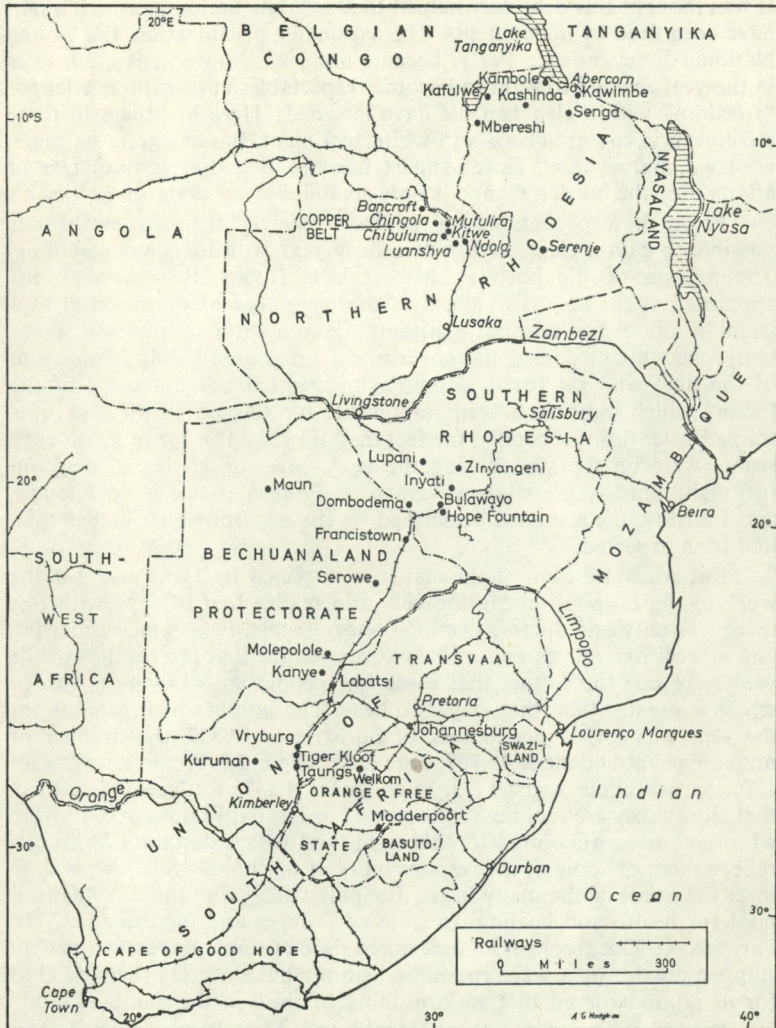 20°E
30°
BELGIAN
CONGO
TANGANYIKA
Lake
Tanganyika
Kambole
Abercorn
Kafulwe
Kashinda
Kawimbe
Senga
Mbereshi
10°S
10°
NYASALAND
Lake
Nyasa
ANGOLA
COPPER
BELT
Bancroft
Chingola
Chibuluma
Luanshya
Mufulira
Kitwe
Ndola
Serenje
NORTHERN RHODESIA
Lusaka
Zambezi
Livingstone
SOUTHERN
RHODESIA
Salisbury
MOZAMBIQUE
Lupani
Zinyangeni
Inyati
Maun
20°
Dombodema
Bulawayo
Hope Fountain
Beira
20°
Francistown
BECHUANALAND
PROTECTORATE
SOUTH-
WEST
AFRICA
Serowe
Limpopo
Molepolole
Kanye
Lobatsi
TRANSVAAL
Pretoria
Johannesburg
SWAZI-
LAND
Lourenço Marques
Vryburg
Kuruman
Tiger Kloof
Taungs
Welkom
Orange
Kimberley
ORANGE FREE
STATE
Modderpoort
BASUTO-
LAND
Durban
Indian
Ocean
30°
30°
UNION OF
SOUTH AFRICA
CAPE OF GOOD HOPE
Cape
Town
20°
30°
40°
Railways
0 Miles 300
A G Hodgkiss